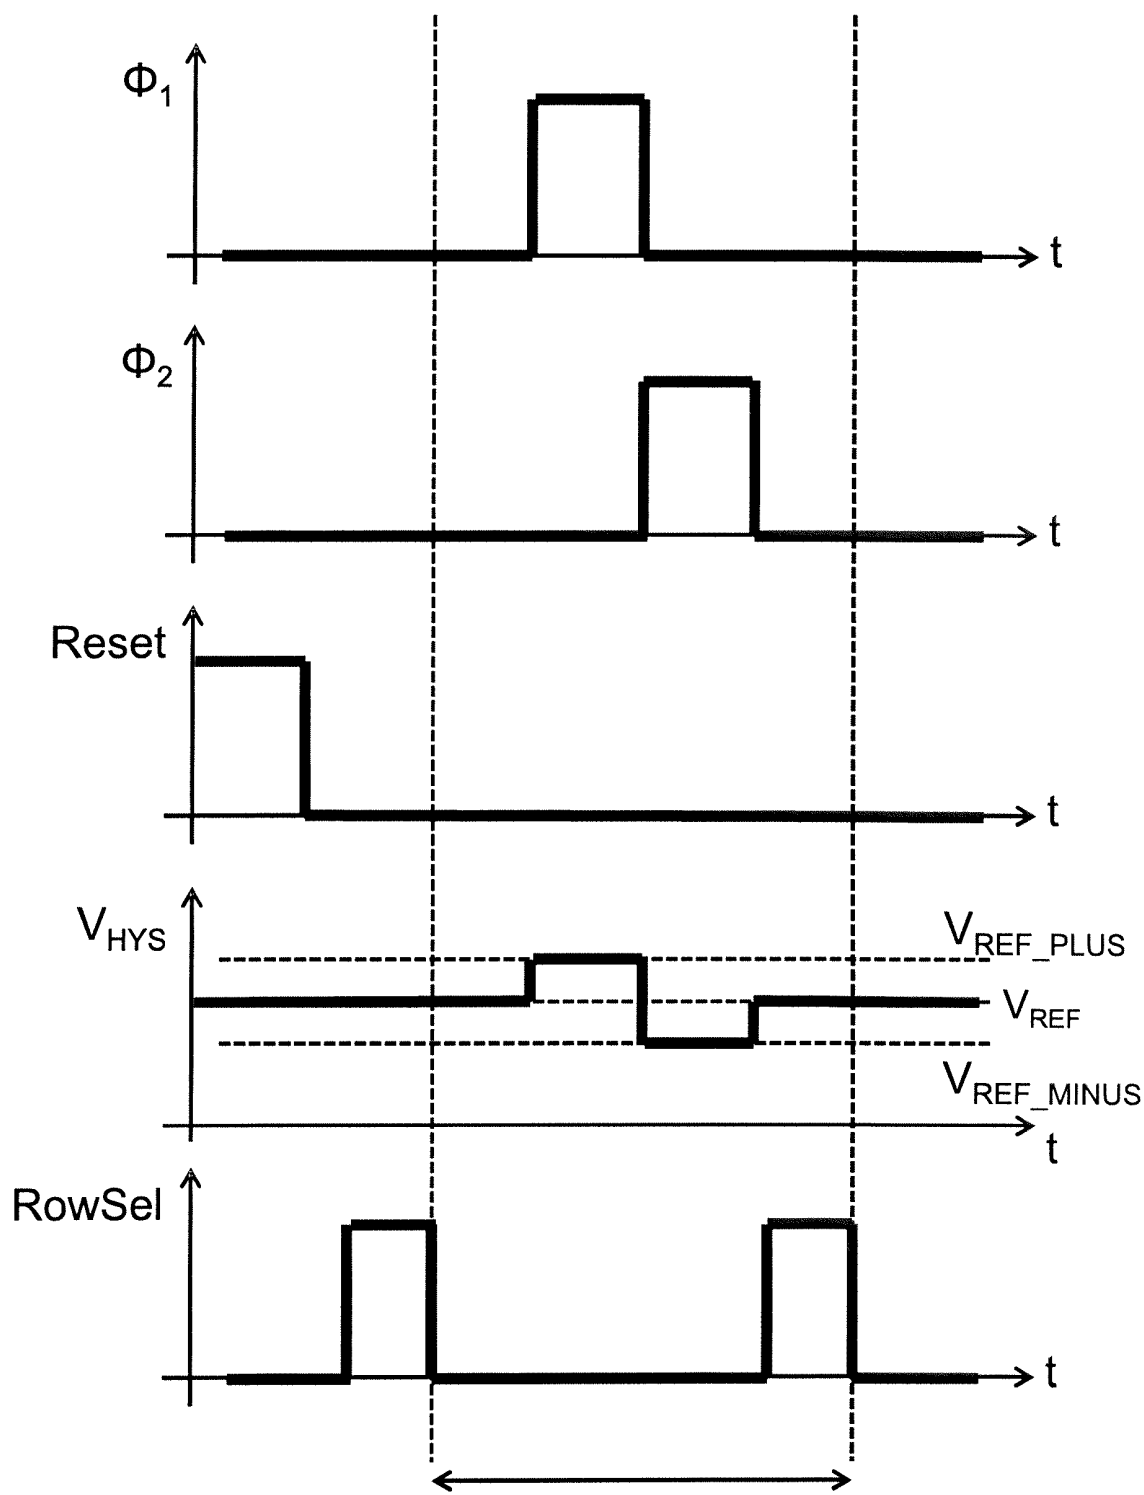 Φ1
t
Φ2
t
Reset
t
VHYS
VREF_PLUS
VREF
VREF_MINUS
t
RowSel
t